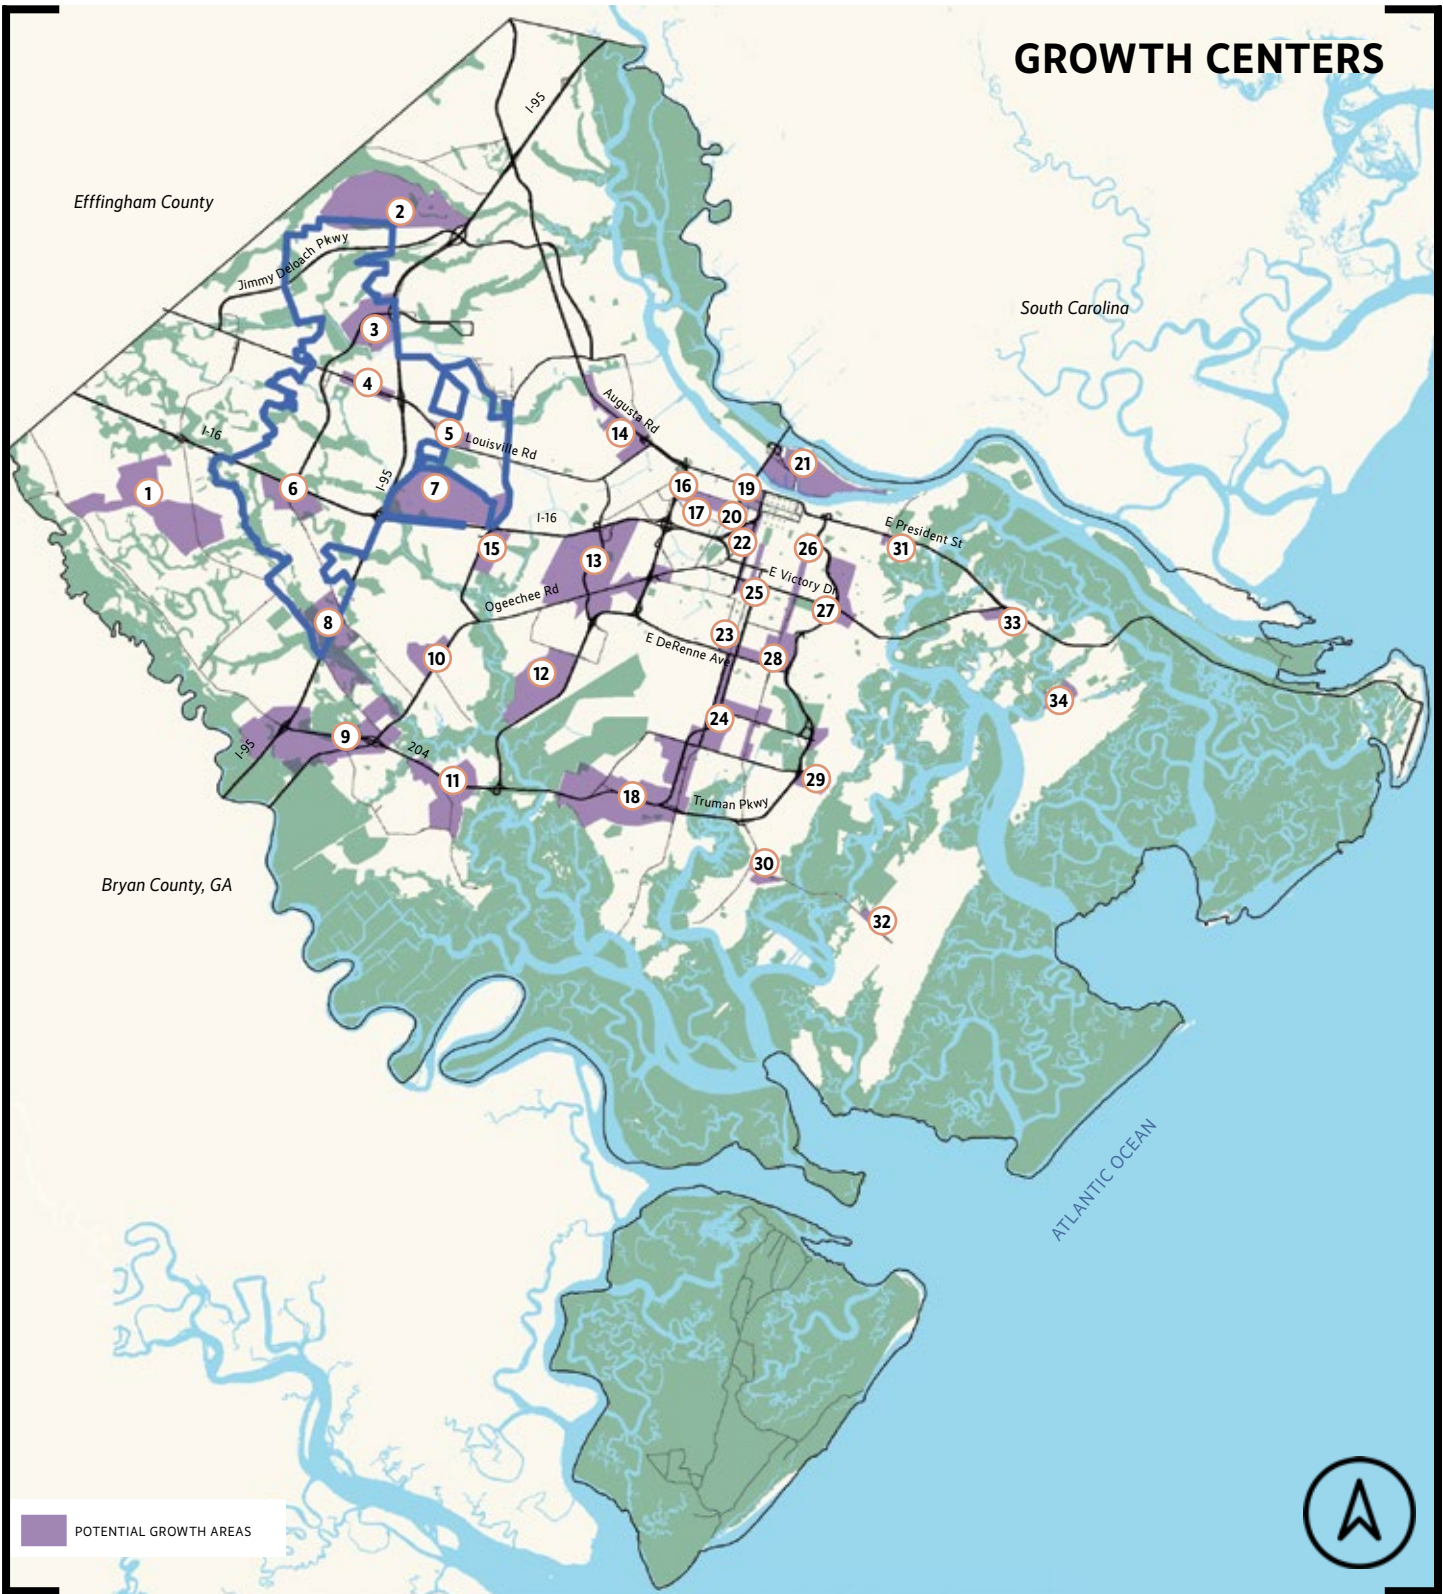 GROWTH CENTERS
I-95
Efffingham County
2
Jimmy Deloach Pkwy
South Carolina
3
4
Augusta Rd
I-16
5
Louisville Rd
14
21
1
6
I-95
7
16
19
17
20
I-16
E President St
15
13
22
26
31
E Victory Dr
Ogeechee Rd
25
27
8
23
33
E DeRenne Ave
10
28
12
34
24
9
I-95
204
11
29
18
Truman Pkwy
30
Bryan County, GA
32
ATLANTIC OCEAN
POTENTIAL GROWTH AREAS